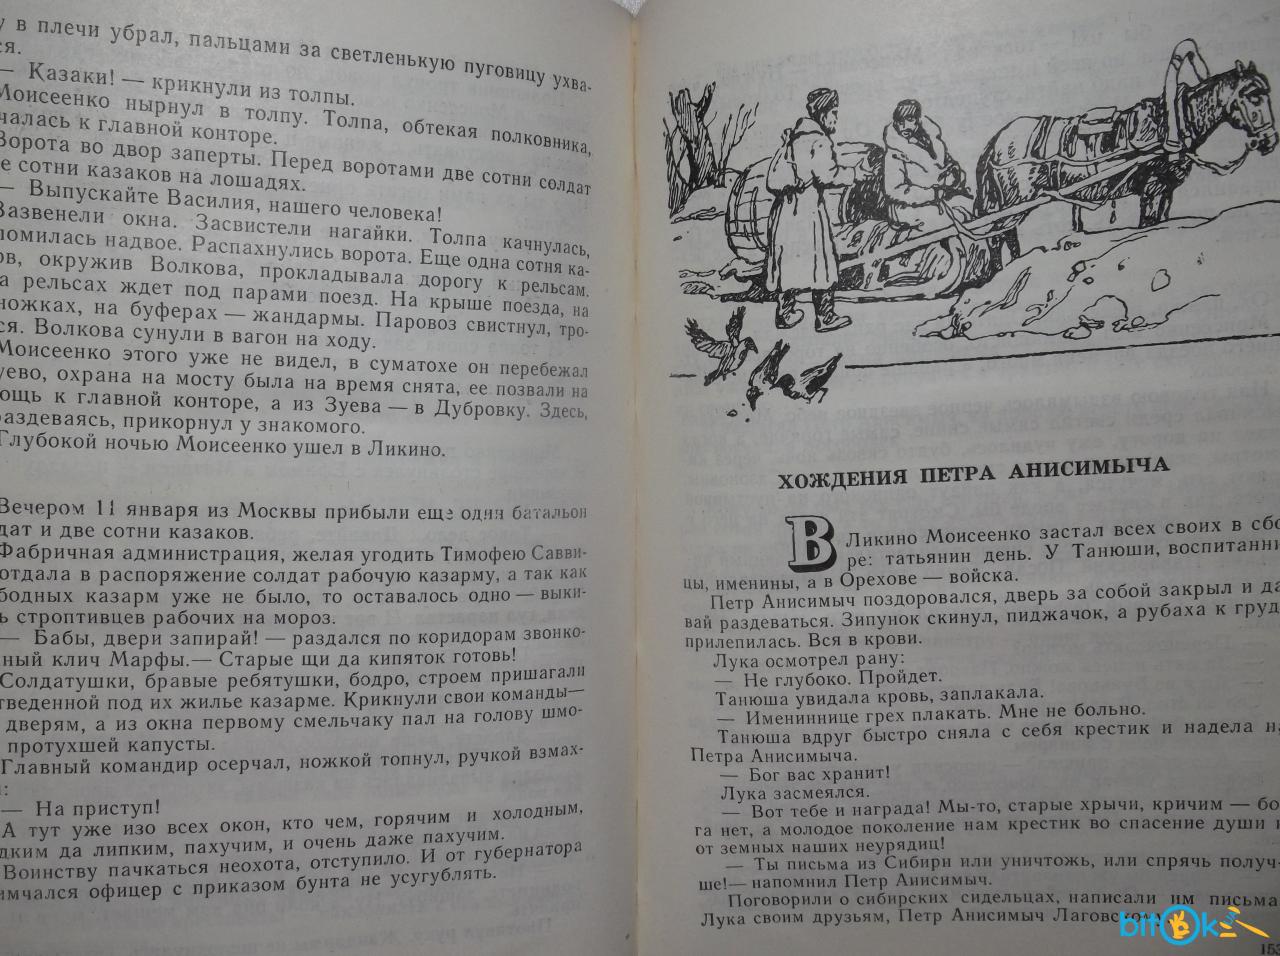 у в плечи убрал, пальцами за светленькую пуговицу ухва-
ся.
— Казаки! — крикнули из толпы.
Моисеенко нырнул в толпу. Толпа, обтекая полковника,
чалась к главной конторе.
Ворота во двор заперты. Перед воротами две сотни солдат
е сотни казаков на лошадях.
— Выпускайте Василия, нашего человека!
Зазвенели окна. Засвистели нагайки. Толпа качнулась,
ломилась надвое. Распахнулись ворота. Еще одна сотня ка-
ов, окружив Волкова, прокладывала дорогу к рельсам.
а рельсах ждет под парами поезд. На крыше поезда, на
ножках, на буферах — жандармы. Паровоз свистнул, тро-
ся. Волкова сунули в вагон на ходу.
Моисеенко этого уже не видел, в суматохе он перебежал
уево, охрана на мосту была на время снята, ее позвали на
ощь к главной конторе, а из Зуева — в Дубровку. Здесь,
раздеваясь, прикорнул у знакомого.
Глубокой ночью Моисеенко ушел в Ликино.
Вечером 11 января из Москвы прибыли еще один батальон
дат и две сотни казаков.
Фабричная администрация, желая угодить Тимофею Савви-
отдала в распоряжение солдат рабочую казарму, а так как
бодных казарм уже не было, то оставалось одно — выки-
ь строптивцев рабочих на мороз.
— Бабы, двери запирай! — раздался по коридорам звонко-
ный клич Марфы.— Старые щи да кипяток готовь!
Солдатушки, бравые ребятушки, бодро, строем пришагали
тведенной под их жилье казарме. Крикнули свои команды—
дверям, а из окна первому смельчаку пал на голову шмо-
протухшей капусты.
Главный командир осерчал, ножкой топнул, ручкой взмах-
:
— На приступ!
А тут уже изо всех окон, кто чем, горячим и холодным,
дким да липким, пахучим, и очень даже пахучим.
Воинству пачкаться неохота, отступило. И от губернатора
имчался офицер с приказом бунта не усугублять.
ХОЖДЕНИЯ ПЕТРА АНИСИМЫЧА
В Ликино Моисеенко застал всех своих в сбо
ре: татьянин день. У Танюши, воспитанни
цы, именины, а в Орехове — войска.
Петр Анисимыч поздоровался, дверь за собой закрыл и да
вай раздеваться. Зипунок скинул, пиджачок, а рубаха к груд
прилепилась. Вся в крови.
Лука осмотрел рану:
— Не глубоко. Пройдет.
Танюша увидала кровь, заплакала.
— Имениннице грех плакать. Мне не больно.
Танюша вдруг быстро сняла с себя крестик и надела на
Петра Анисимыча.
— Бог вас хранит!
Лука засмеялся.
— Вот тебе и награда! Мы-то, старые хрычи, кричим — бо-
га нет, а молодое поколение нам крестик во спасение души и
от земных наших неурядиц!
— Ты письма из Сибири или уничтожь, или спрячь получ-
ше!— напомнил Петр Анисимыч.
Поговорили о сибирских сидельцах, написали им письма
Лука своим друзьям, Петр Анисимыч Лаговскому,
153